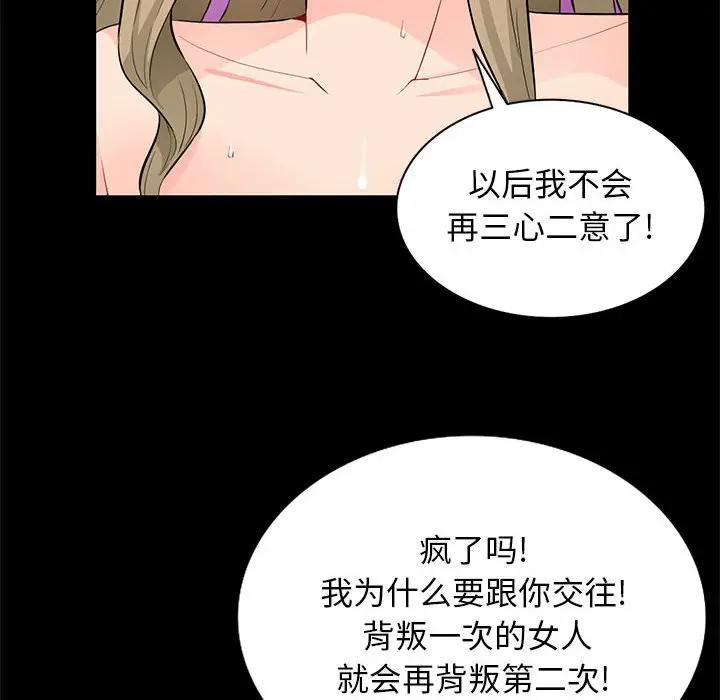 以后我不会
再三心二意了!
疯了吗!
我为什么要跟你交往!
背叛一次的女人
就会再背叛第二次!